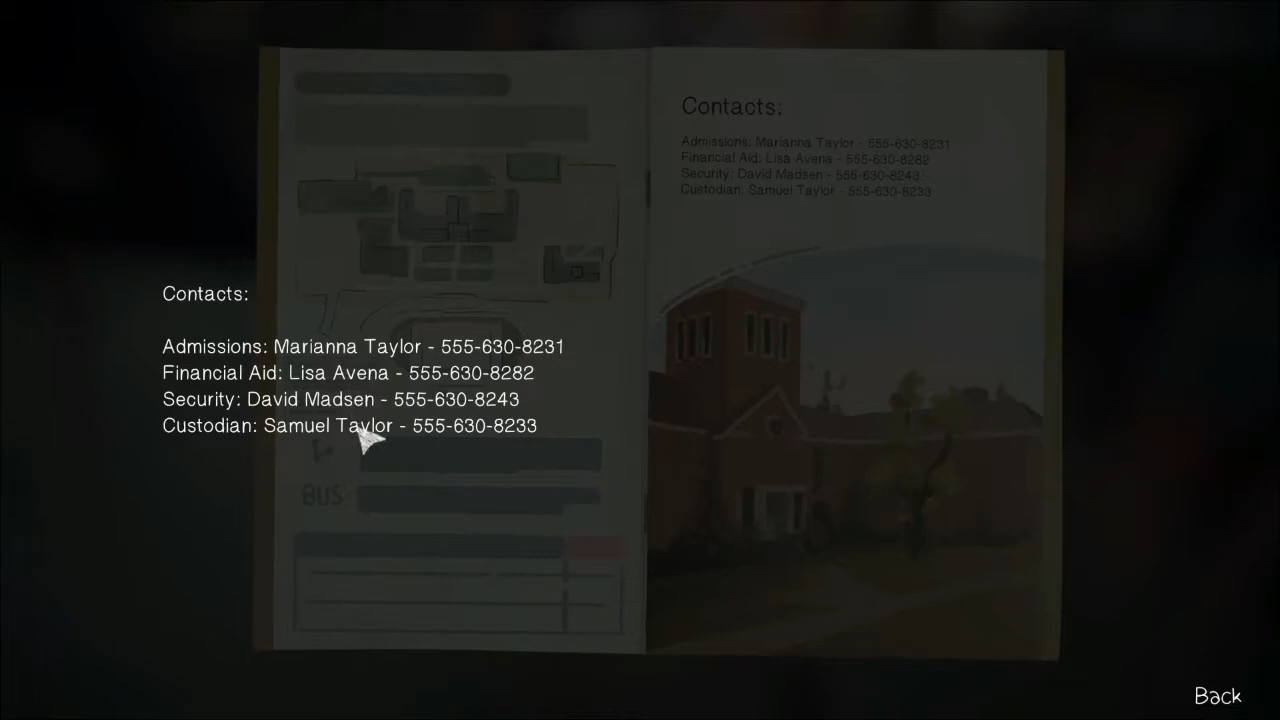 Contacts:
Admissions: Marianna Taylor - 555-630-8231
Financial Aid: Lisa Avena - 555-630-8282
Security: David Madsen - 555-630-8243
Custodian: Samuel Taylor - 555-630-8233
Contacts:
Admissions: Marianna Taylor - 555-630-8231
Financial Aid: Lisa Avena - 555-630-8282
Security: David Madsen - 555-630-8243
Custodian: Samuel Taylor - 555-630-8233
BUS
Back